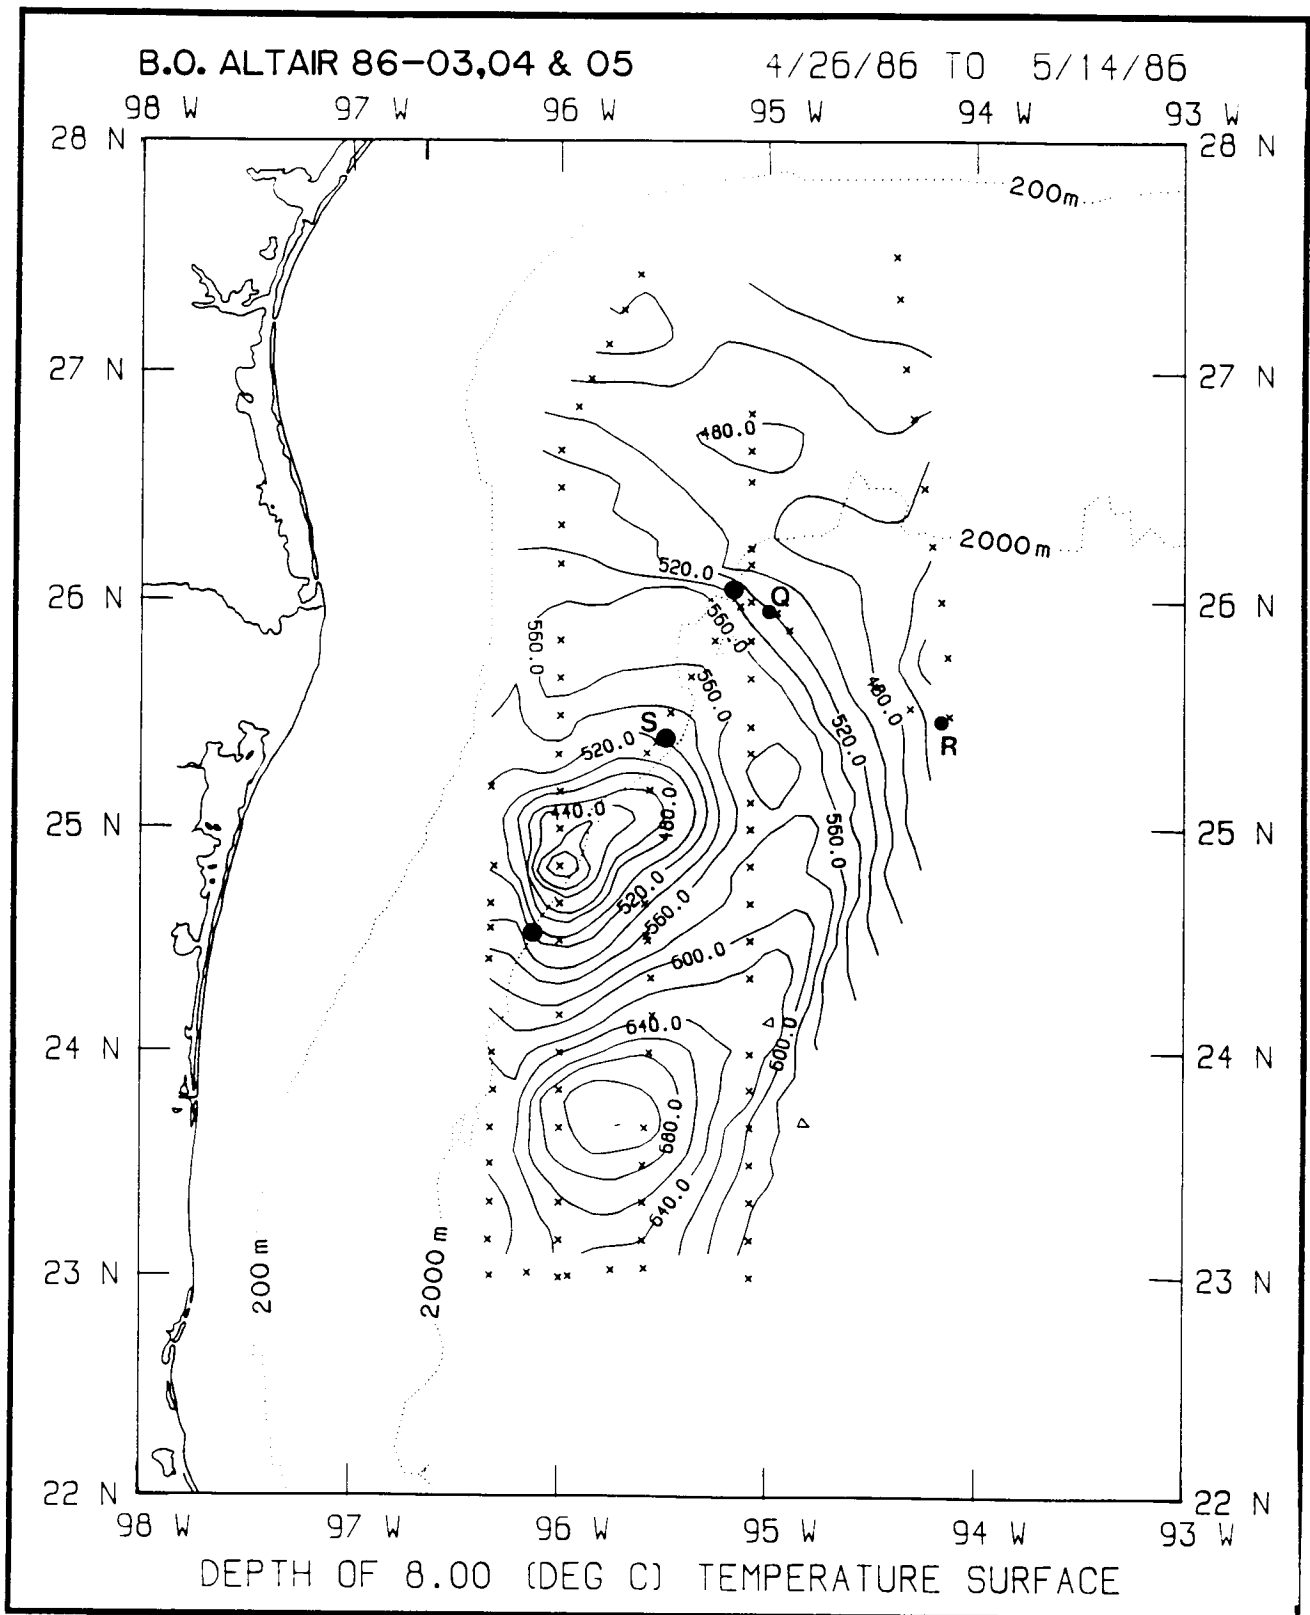 B.O. ALTAIR 86-03,04 & 05 4/26/86 TO 5/14/86
98 W 97 W 96 W 95 W 94 W 93 W
28 N 28 N
200m
27 N 27 N
480.0
2000m
520.0
26 N Q 26 N
560.0
560.0
560.0
480.0
S
520.0
520.0
R
440.0
480.0
25 N 25 N
560.0
520.0
560.0
600.0
640.0
600.0
24 N 24 N
680.0
640.0
200m
2000m
23 N 23 N
22 N 22 N
98 W 97 W 96 W 95 W 94 W 93 W
DEPTH OF 8.00 (DEG C) TEMPERATURE SURFACE